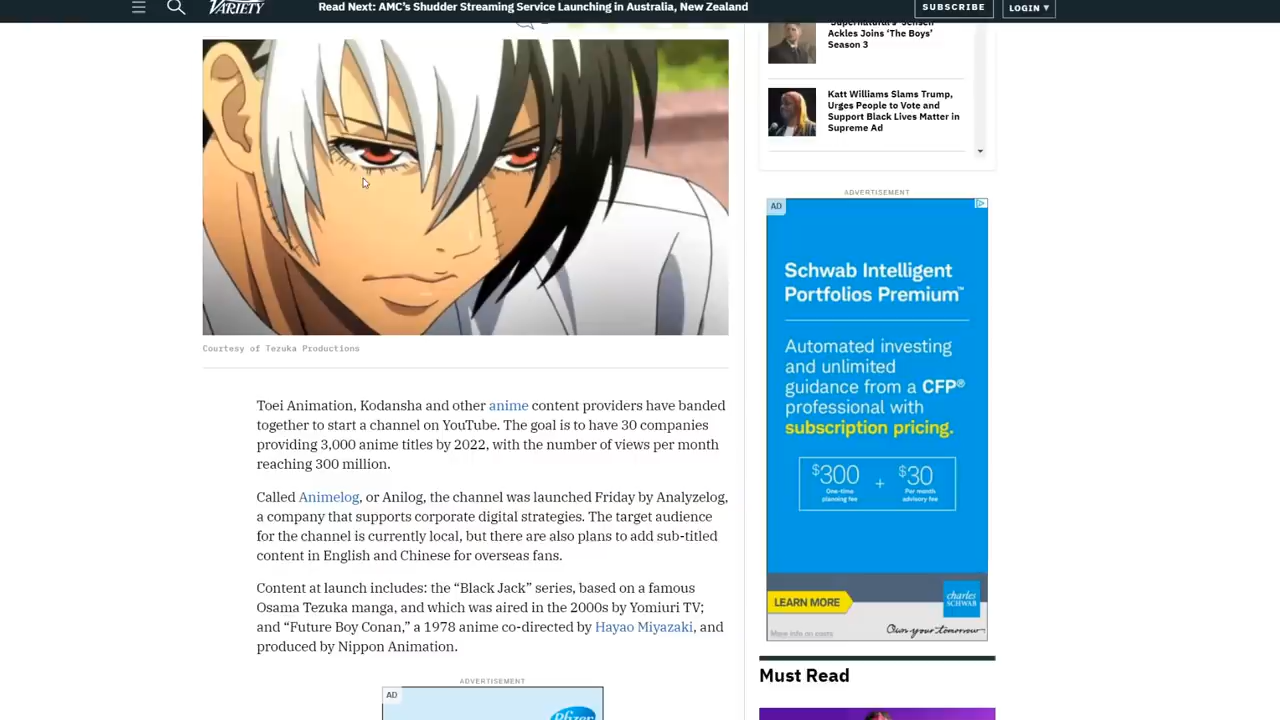 VARIETY
Read Next: AMC's Shudder Streaming Service Launching in Australia, New Zealand
SUBSCRIBE
LOGIN ▾
Courtesy of Tezuka Productions
Toei Animation, Kodansha and other anime content providers have banded
together to start a channel on YouTube. The goal is to have 30 companies
providing 3,000 anime titles by 2022, with the number of views per month
reaching 300 million.
Called Animelog, or Anilog, the channel was launched Friday by Analyzelog,
a company that supports corporate digital strategies. The target audience
for the channel is currently local, but there are also plans to add sub-titled
content in English and Chinese for overseas fans.
Content at launch includes: the “Black Jack” series, based on a famous
Osama Tezuka manga, and which was aired in the 2000s by Yomiuri TV;
and “Future Boy Conan,” a 1978 anime co-directed by Hayao Miyazaki, and
produced by Nippon Animation.
ADVERTISEMENT
AD
Pfizer
‘Supernatural's’ Jensen
Ackles Joins ‘The Boys’
Season 3
Katt Williams Slams Trump,
Urges People to Vote and
Support Black Lives Matter in
Supreme Ad
ADVERTISEMENT
AD
Schwab Intelligent
Portfolios Premium™
Automated investing
and unlimited
guidance from a CFP®
professional with
subscription pricing.
$300 + $30
One-time Per month
planning fee advisory fee
LEARN MORE
charles
SCHWAB
More info on costs
Own your tomorrow.
Must Read